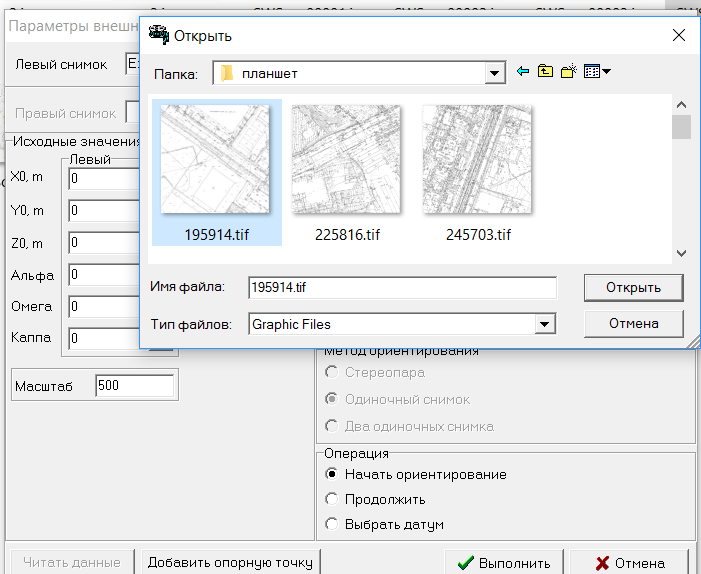 Параметры внешн
Открыть
Левый снимок
Папка:
планшет
Правый снимок
Исходные значения
Левый
X0, m
0
Y0, m
0
Z0, m
0
Альфа
0
Омега
0
Каппа
0
195914.tif
225816.tif
245703.tif
Имя файла:
195914.tif
Открыть
Тип файлов:
Graphic Files
Отмена
Масштаб
500
Метод ориентирования
Стереопара
Одиночный снимок
Два одиночных снимка
Операция
Начать ориентирование
Продолжить
Выбрать датум
Читать данные
Добавить опорную точку
Выполнить
Отмена